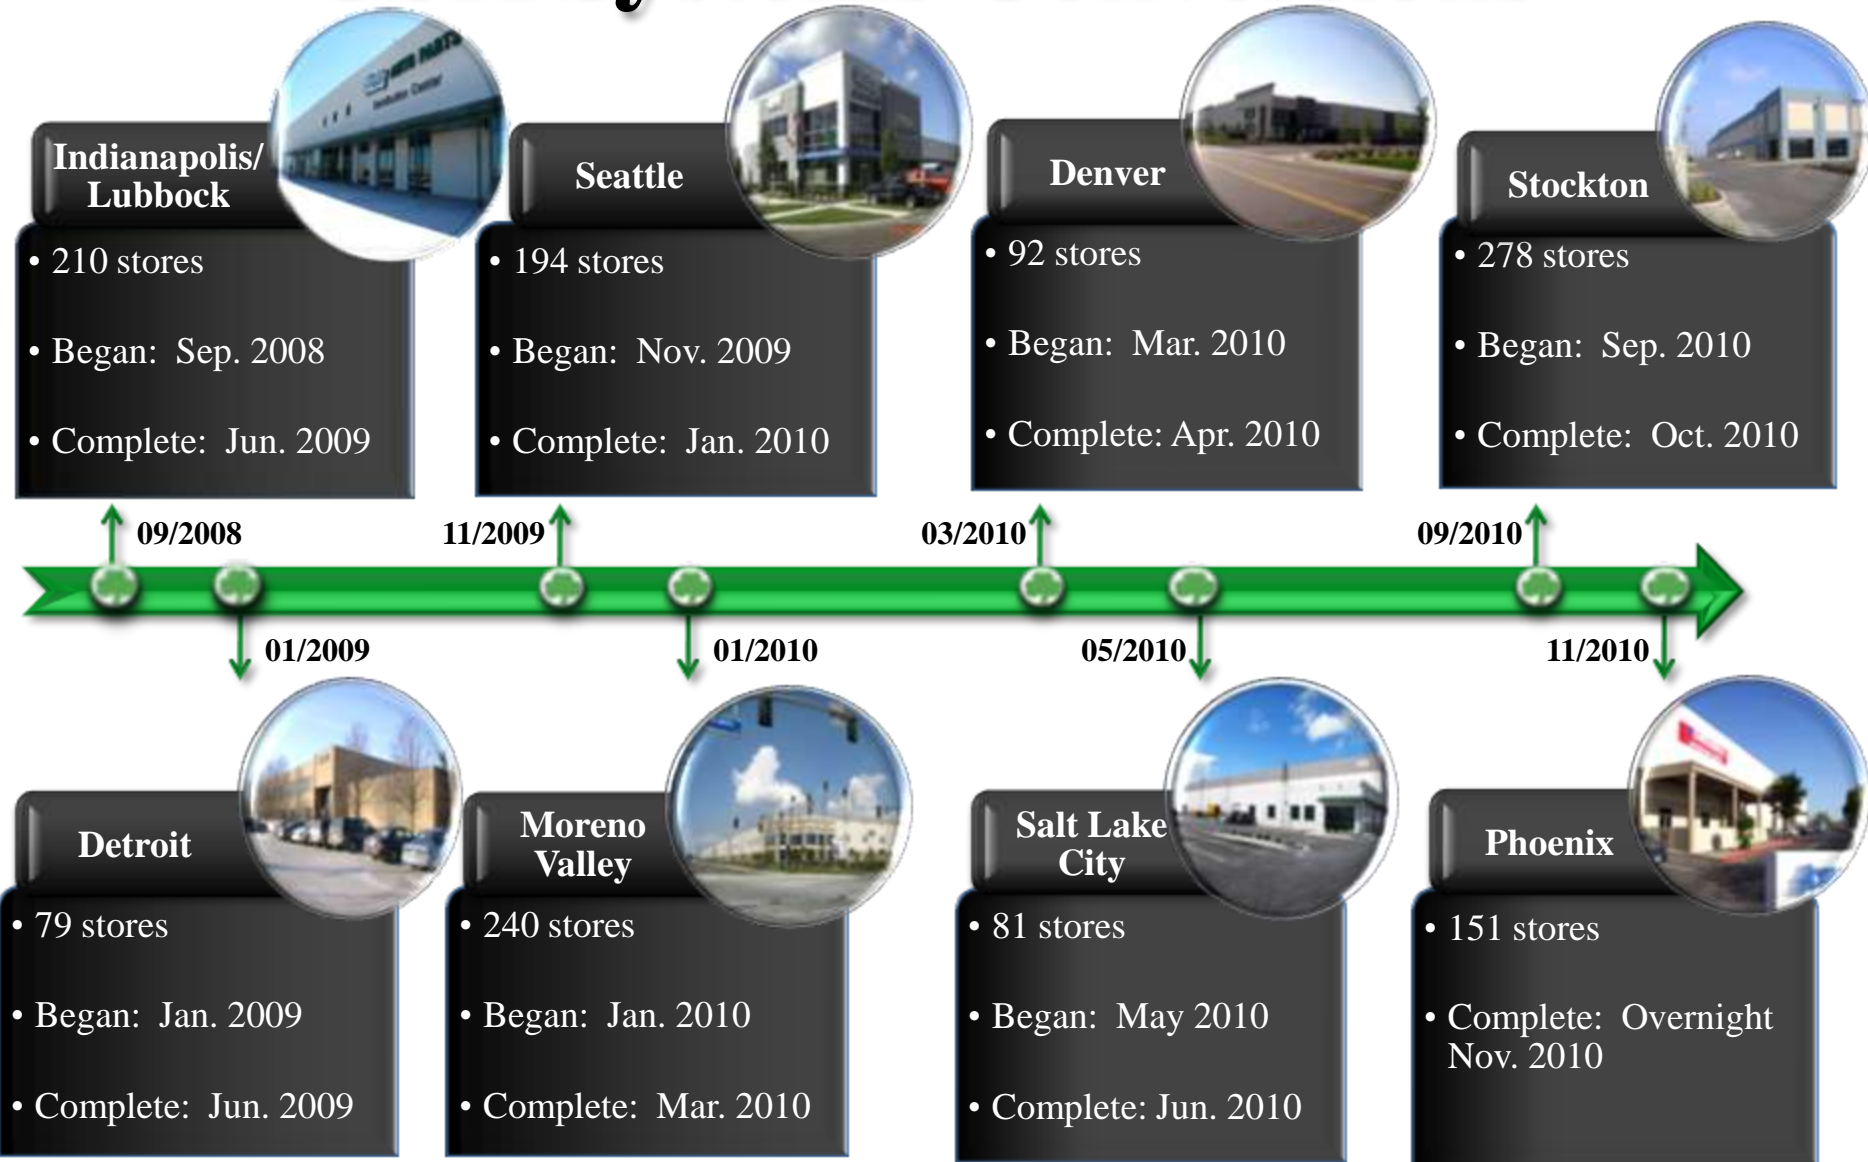 Indianapolis/
Lubbock
• 210 stores
• Began: Sep. 2008
• Complete: Jun. 2009
Seattle
• 194 stores
• Began: Nov. 2009
• Complete: Jan. 2010
Denver
• 92 stores
• Began: Mar. 2010
• Complete: Apr. 2010
Stockton
• 278 stores
• Began: Sep. 2010
• Complete: Oct. 2010
09/2008
11/2009
03/2010
09/2010
01/2009
01/2010
05/2010
11/2010
Detroit
• 79 stores
• Began: Jan. 2009
• Complete: Jun. 2009
Moreno
Valley
• 240 stores
• Began: Jan. 2010
• Complete: Mar. 2010
Salt Lake
City
• 81 stores
• Began: May 2010
• Complete: Jun. 2010
Phoenix
• 151 stores
• Complete: Overnight
Nov. 2010
AUTO PARTS